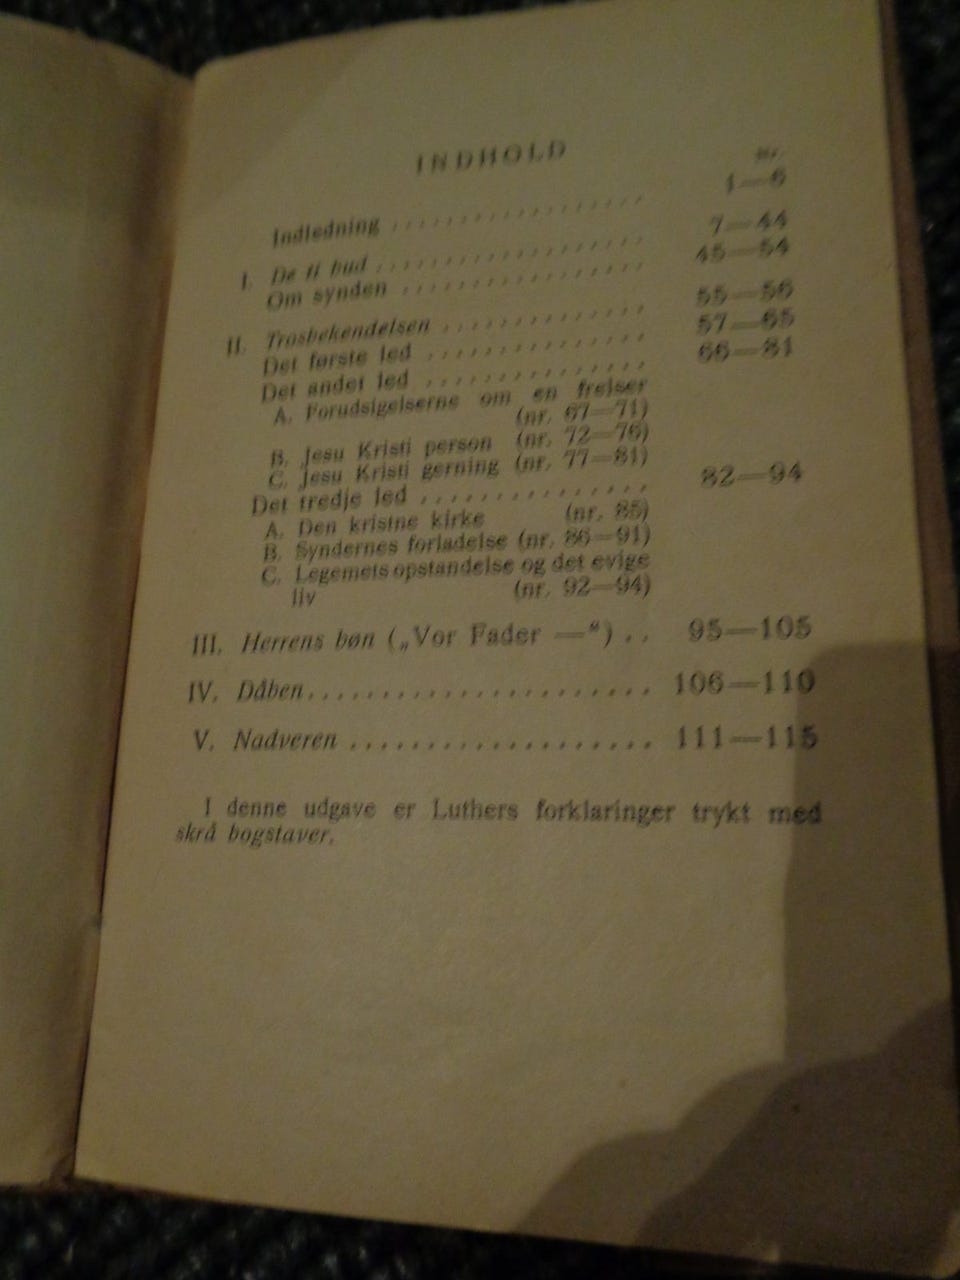 INDHOLD
Nr.
Indledning . . . . . . . . . . . . . . . . . . 1—6
I. De ti bud . . . . . . . . . . . . . . . . . . . 7—44
Om synden . . . . . . . . . . . . . . . . . 45—54
II. Trosbekendelsen . . . . . . . . . . . . . . 55—56
Det første led . . . . . . . . . . . . . . . 57—65
Det andet led . . . . . . . . . . . . . . . 66—81
A. Forudsigelserne om en frelser
(nr. 67—71)
B. Jesu Kristi person (nr. 72—76)
C. Jesu Kristi gerning (nr. 77—81)
Det tredje led . . . . . . . . . . . . . . . 82—94
A. Den kristne kirke (nr. 85)
B. Syndernes forladelse (nr. 86—91)
C. Legemets opstandelse og det evige
liv (nr. 92—94)
III. Herrens bøn („Vor Fader —“) . . 95—105
IV. Dåben. . . . . . . . . . . . . . . . . . . . . . . 106—110
V. Nadveren . . . . . . . . . . . . . . . . . . . . 111—115
I denne udgave er Luthers forklaringer trykt med
skrå bogstaver.